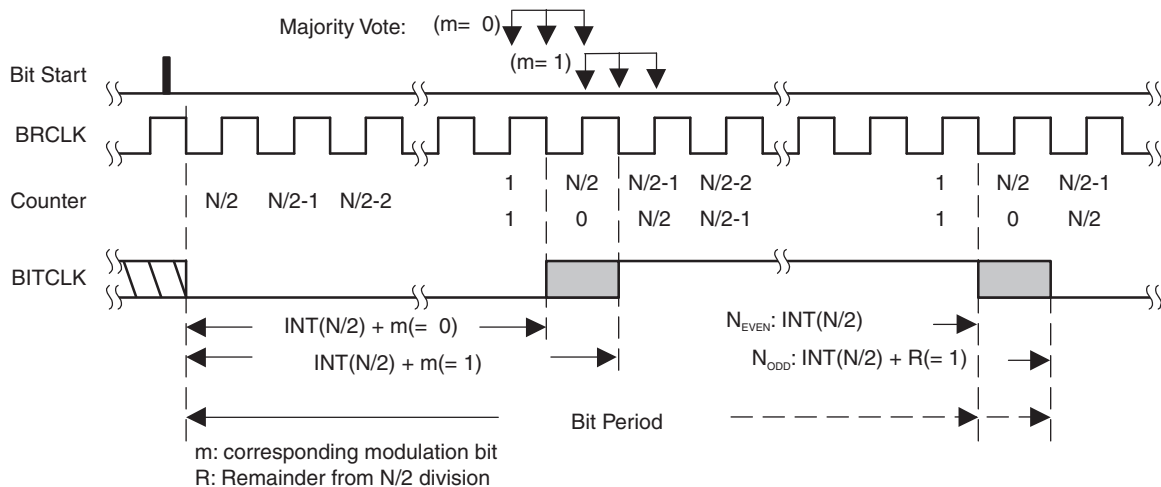 Majority Vote: (m= 0)
(m= 1)
Bit Start
BRCLK
Counter
N/2 N/2-1 N/2-2 1 N/2 N/2-1 N/2-2 1 N/2 N/2-1
1 0 N/2 N/2-1 1 0 N/2
BITCLK
INT(N/2) + m(= 0) NEVEN: INT(N/2)
INT(N/2) + m(= 1) NODD: INT(N/2) + R(= 1)
Bit Period
m: corresponding modulation bit
R: Remainder from N/2 division